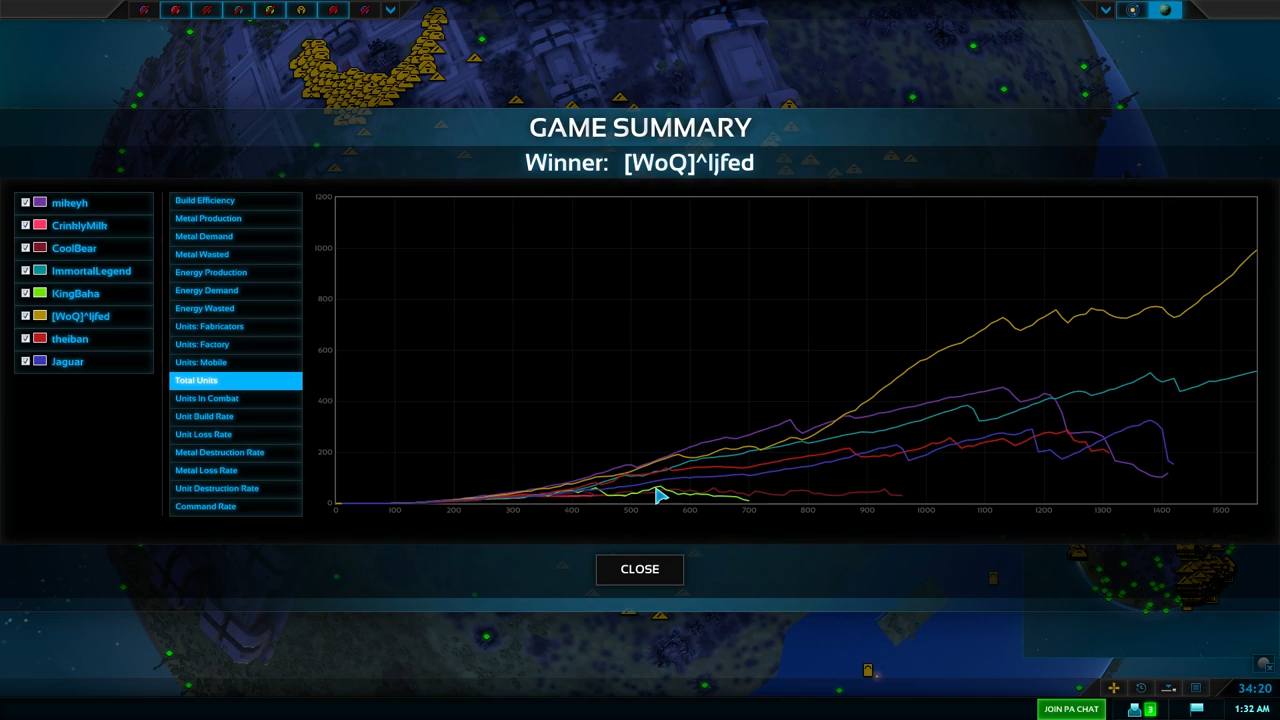 GAME SUMMARY
Winner: [WoQ]^ljfed
mikeyh
CrinklyMilk
CoolBear
ImmortalLegend
KingBaha
[WoQ]^ljfed
theiban
Jaguar
Build Efficiency
Metal Production
Metal Demand
Metal Wasted
Energy Production
Energy Demand
Energy Wasted
Units: Fabricators
Units: Factory
Units: Mobile
Total Units
Units In Combat
Unit Build Rate
Unit Loss Rate
Metal Destruction Rate
Metal Loss Rate
Unit Destruction Rate
Command Rate
1200
1000
800
600
400
200
0
0 100 200 300 400 500 600 700 800 900 1000 1100 1200 1300 1400 1500
CLOSE
34:20
JOIN PA CHAT 3 1:32 AM